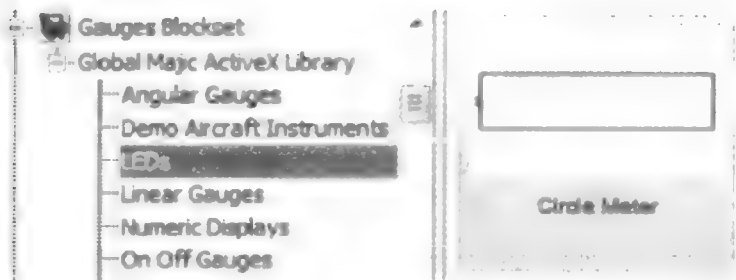 Gauges Blockset
Global Majic ActiveX Library
Angular Gauges
Demo Aircraft Instruments
LEDs
Linear Gauges
Numeric Displays
On Off Gauges
Circle Meter